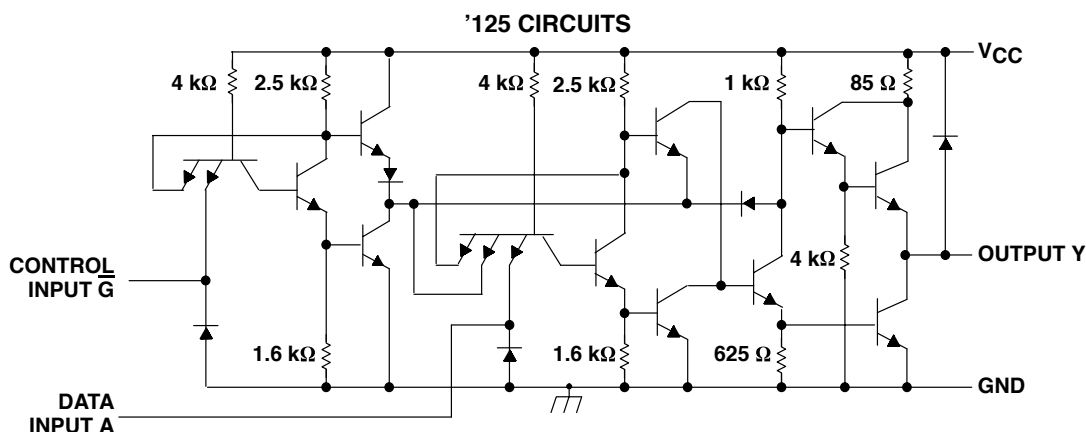 '125 CIRCUITS
VCC
4 kΩ
2.5 kΩ
4 kΩ
2.5 kΩ
1 kΩ
85 Ω
CONTROL
INPUT G̅
4 kΩ
OUTPUT Y
1.6 kΩ
1.6 kΩ
625 Ω
GND
DATA
INPUT A